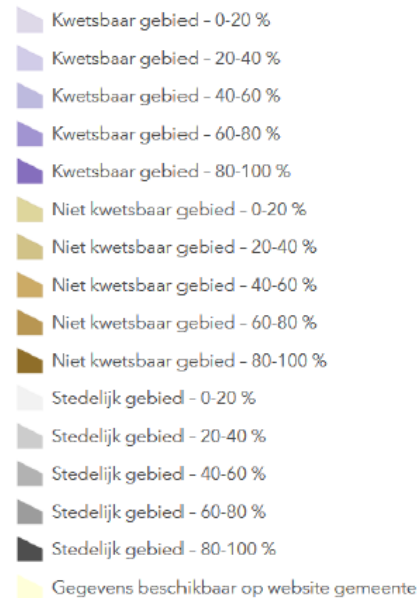 Kwetsbaar gebied - 0-20 %
Kwetsbaar gebied - 20-40 %
Kwetsbaar gebied - 40-60 %
Kwetsbaar gebied - 60-80 %
Kwetsbaar gebied - 80-100 %
Niet kwetsbaar gebied - 0-20 %
Niet kwetsbaar gebied - 20-40 %
Niet kwetsbaar gebied - 40-60 %
Niet kwetsbaar gebied - 60-80 %
Niet kwetsbaar gebied - 80-100 %
Stedelijk gebied - 0-20 %
Stedelijk gebied - 20-40 %
Stedelijk gebied - 40-60 %
Stedelijk gebied - 60-80 %
Stedelijk gebied - 80-100 %
Gegevens beschikbaar op website gemeente